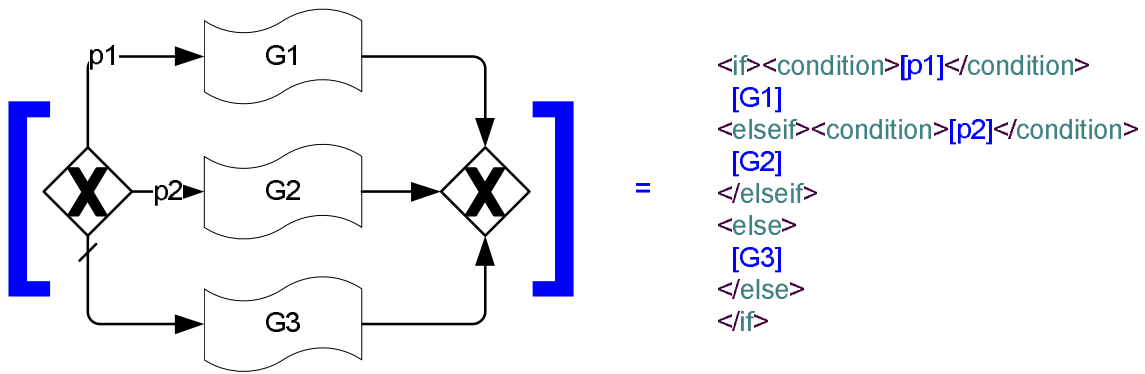 p1
G1
X
p2
G2
X
G3
=
<if><condition>[p1]</condition>
[G1]
<elseif><condition>[p2]</condition>
[G2]
</elseif>
<else>
[G3]
</else>
</if>